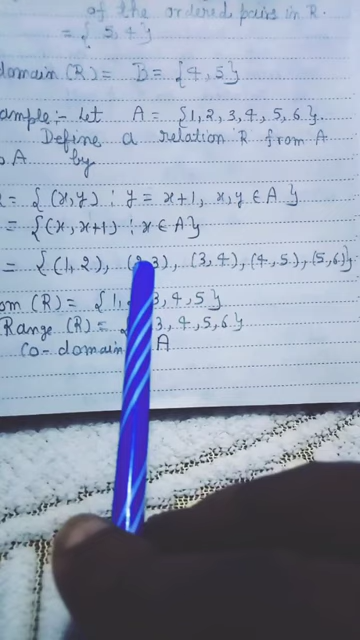 of the ordered pairs in R.
= {5,4}
domain (R) = B = {4,5}
ample:- Let A = {1,2,3,4,5,6}.
Define a relation R from A
A by
= {(x,y) : y = x+1, x,y ∈ A}
= {(x, x+1) : x ∈ A}
= {(1,2), 3), (3,4), (4,5), (5,6)}
om (R) = {1, 3,4,5}
Range (R) = { 3,4,5,6}
Co-domain A